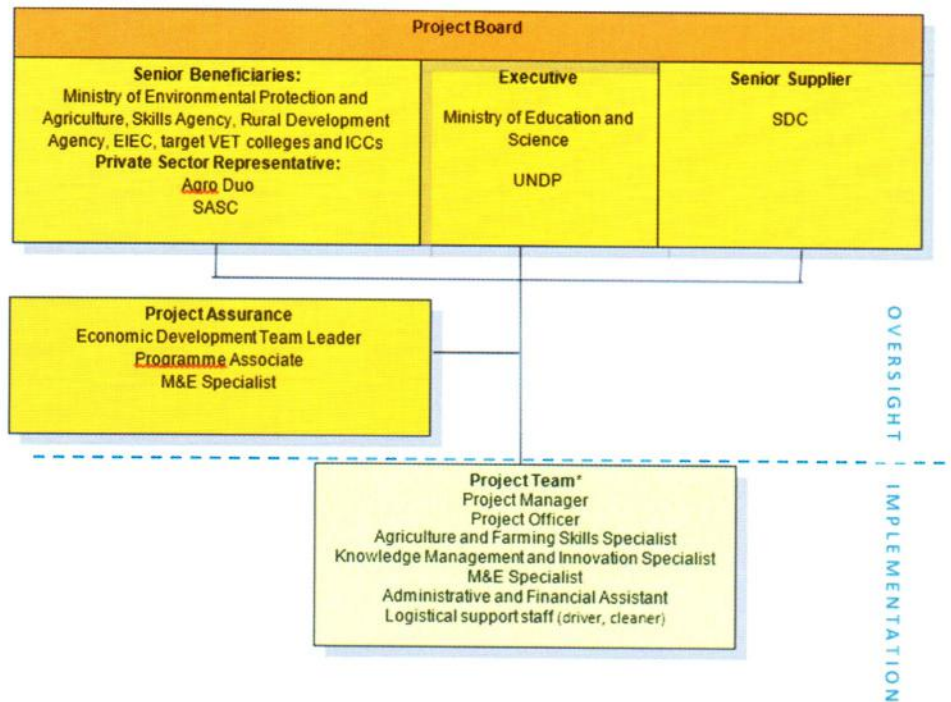 Project Board
Senior Beneficiaries:
Ministry of Environmental Protection and
Agriculture, Skills Agency, Rural Development
Agency, EIEC, target VET colleges and ICCs
Private Sector Representative:
Agro Duo
SASC
Executive
Ministry of Education and
Science
UNDP
Senior Supplier
SDC
Project Assurance
Economic Development Team Leader
Programme Associate
M&E Specialist
OVERSIGHT
Project Team*
Project Manager
Project Officer
Agriculture and Farming Skills Specialist
Knowledge Management and Innovation Specialist
M&E Specialist
Administrative and Financial Assistant
Logistical support staff (driver, cleaner)
IMPLEMENTATION